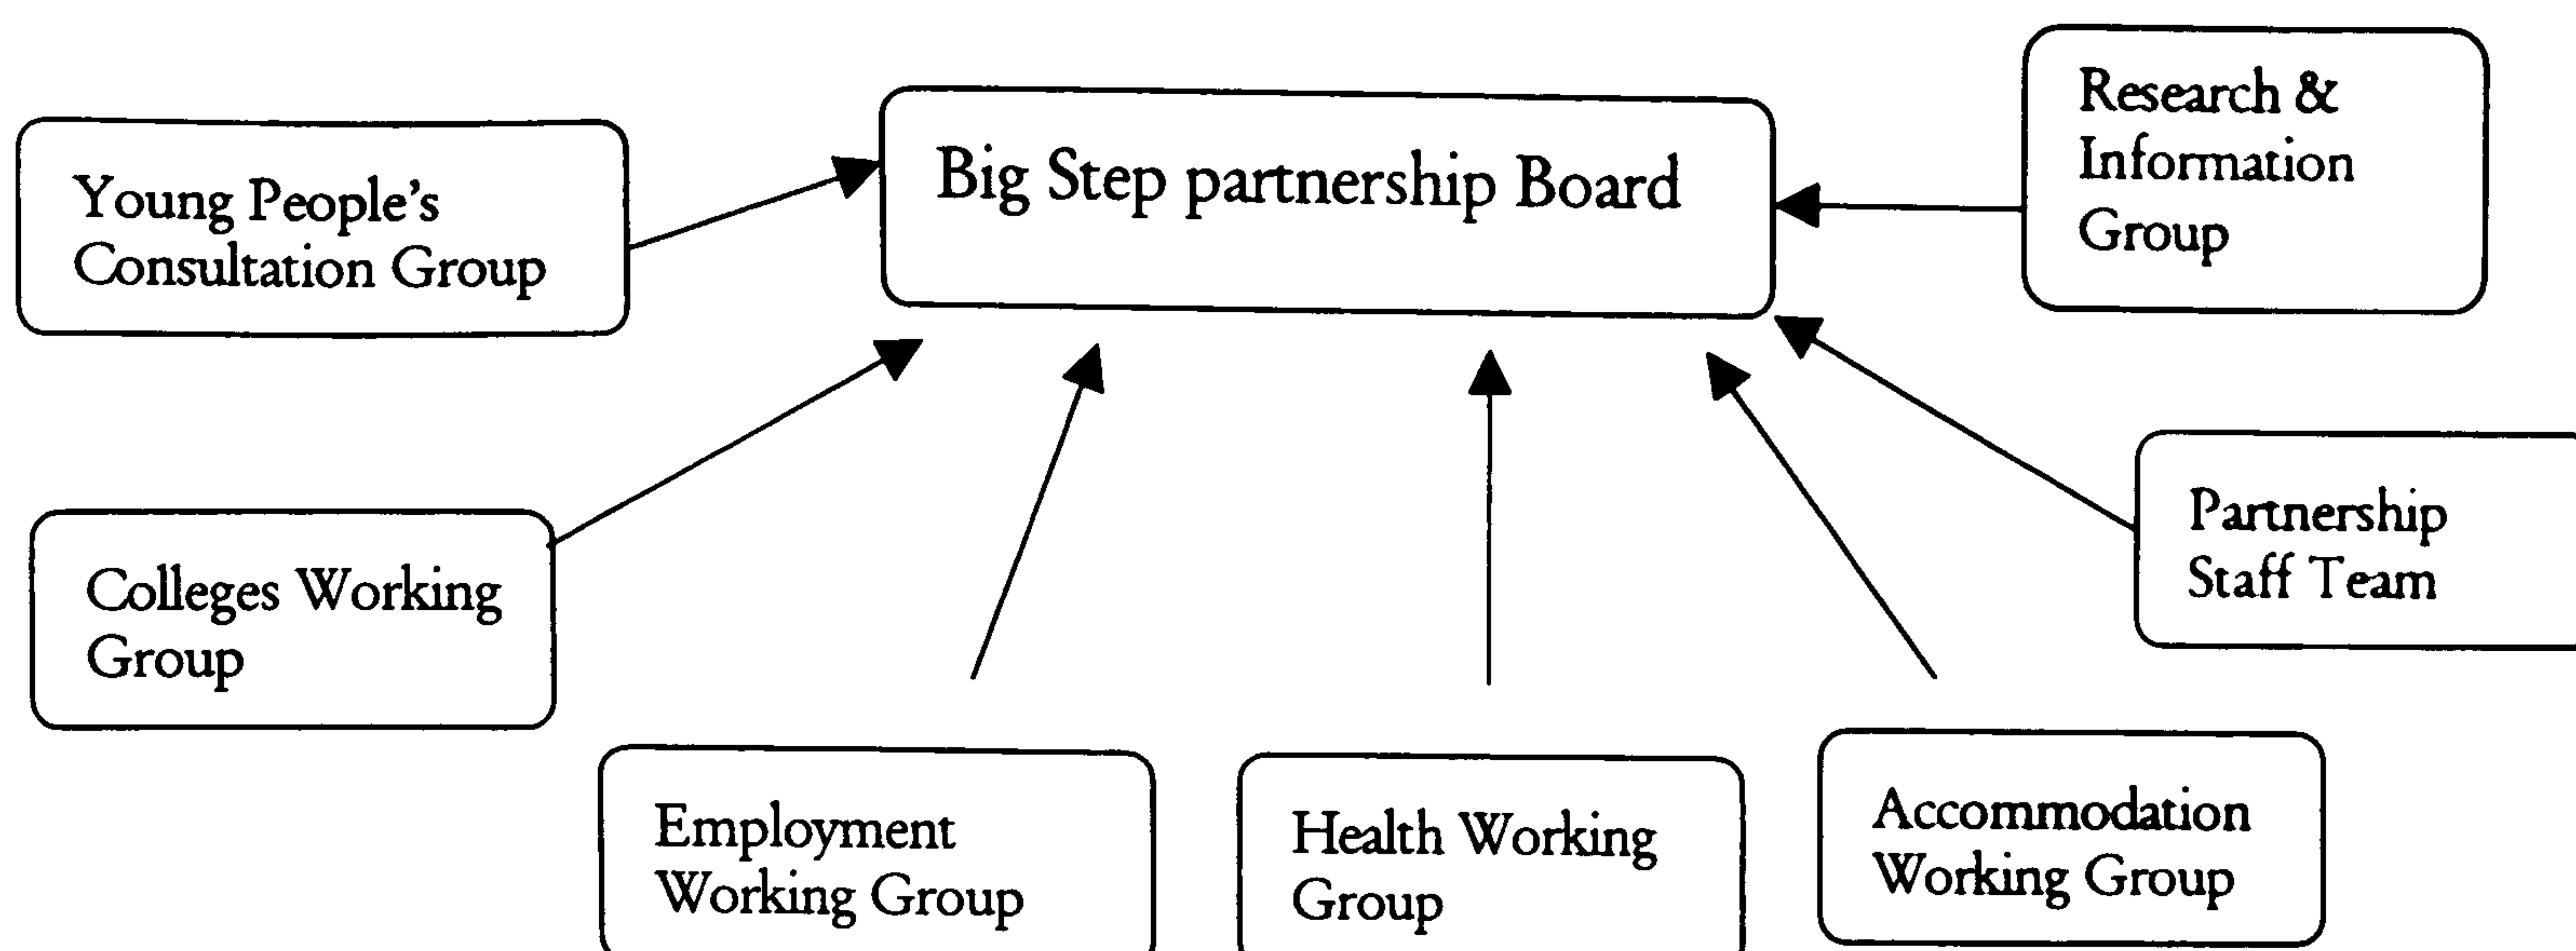 Big Step partnership Board
Research &
Information
Group
Young People's
Consultation Group
Colleges Working
Group
Partnership
Staff Team
Employment
Working Group
Health Working
Group
Accommodation
Working Group